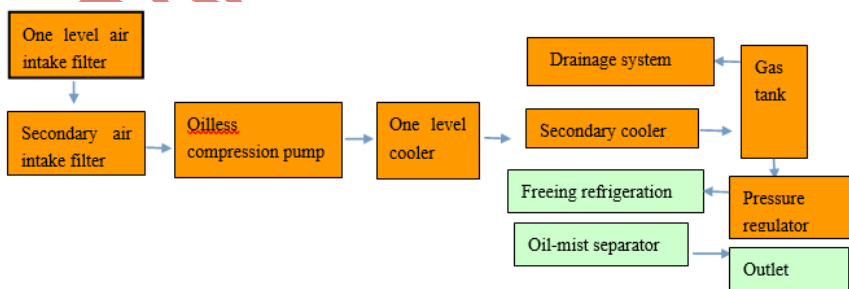 One level air
intake filter
Secondary air
intake filter
Oilless
compression pump
One level
cooler
Drainage system
Secondary cooler
Gas
tank
Freeing refrigeration
Pressure
regulator
Oil-mist separator
Outlet